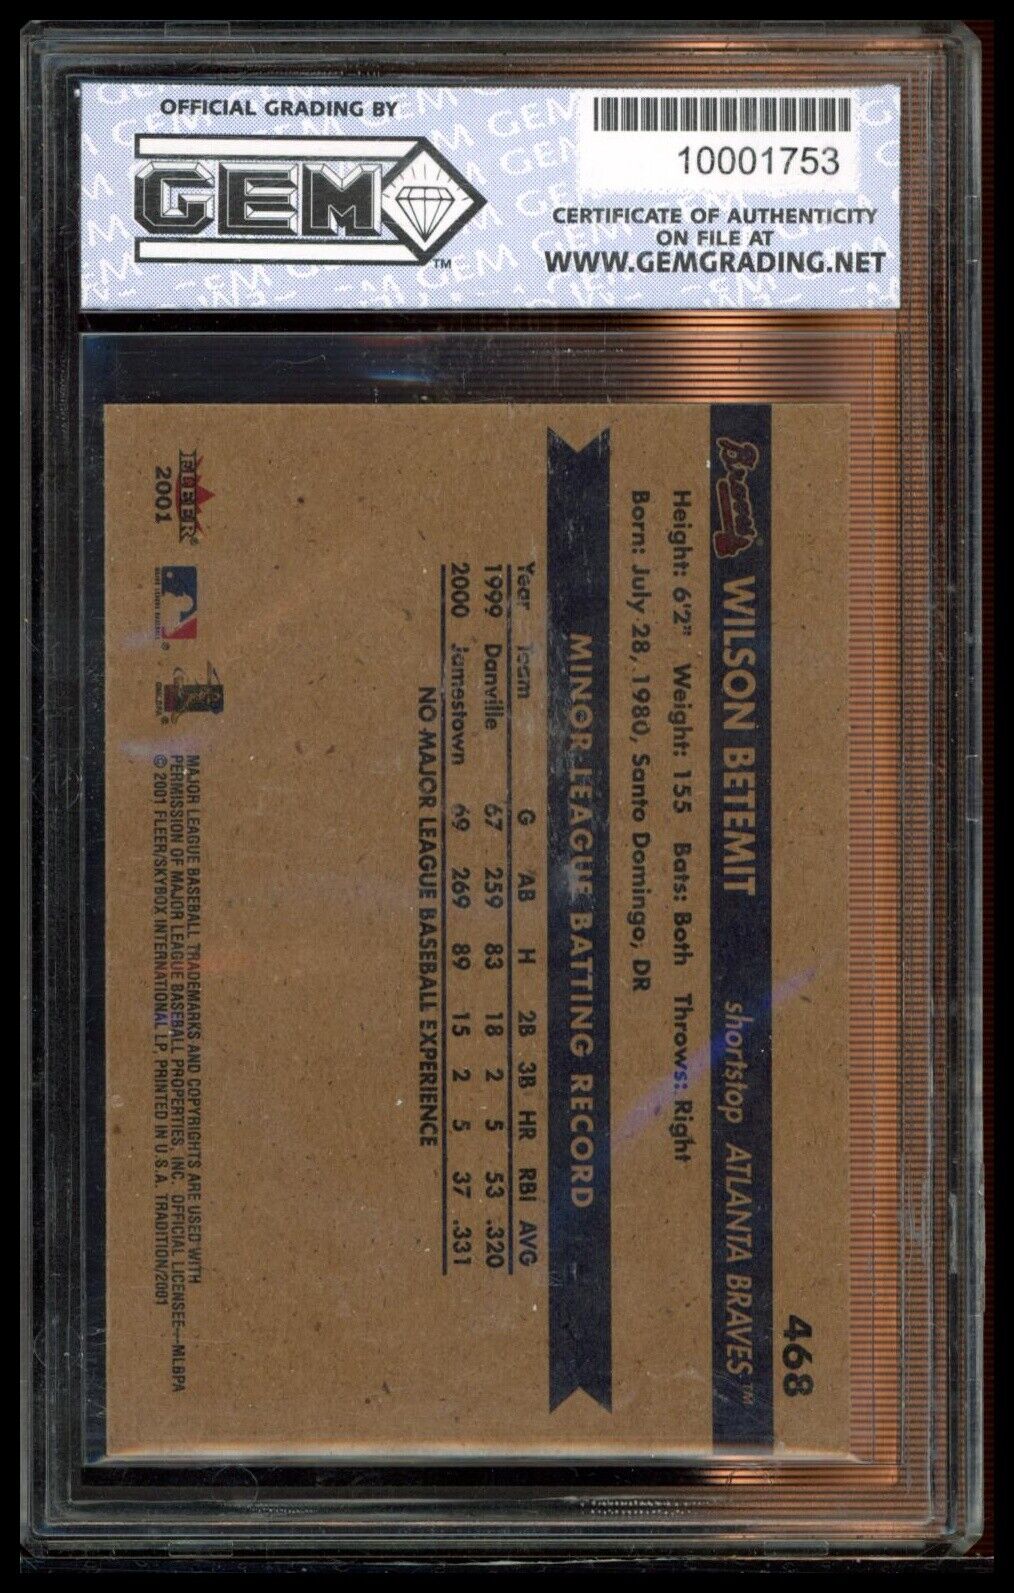 OFFICIAL GRADING BY
GEM
™
10001753
CERTIFICATE OF AUTHENTICITY
ON FILE AT
WWW.GEMGRADING.NET
468
Braves® WILSON BETEMIT shortstop ATLANTA BRAVES™
Height: 6'2" Weight: 155 Bats: Both Throws: Right
Born: July 28, 1980, Santo Domingo, DR
MINOR LEAGUE BATTING RECORD
Year Team G AB H 2B 3B HR RBI AVG
1999 Danville 67 259 83 18 2 5 53 .320
2000 Jamestown 69 269 89 15 2 5 37 .331
NO MAJOR LEAGUE BASEBALL EXPERIENCE
FLEER®
2001
MAJOR LEAGUE BASEBALL TRADEMARKS AND COPYRIGHTS ARE USED WITH
PERMISSION OF MAJOR LEAGUE BASEBALL PROPERTIES, INC. OFFICIAL LICENSEE—MLBPA
© 2001 FLEER/SKYBOX INTERNATIONAL LP, PRINTED IN U.S.A. TRADITION/2001